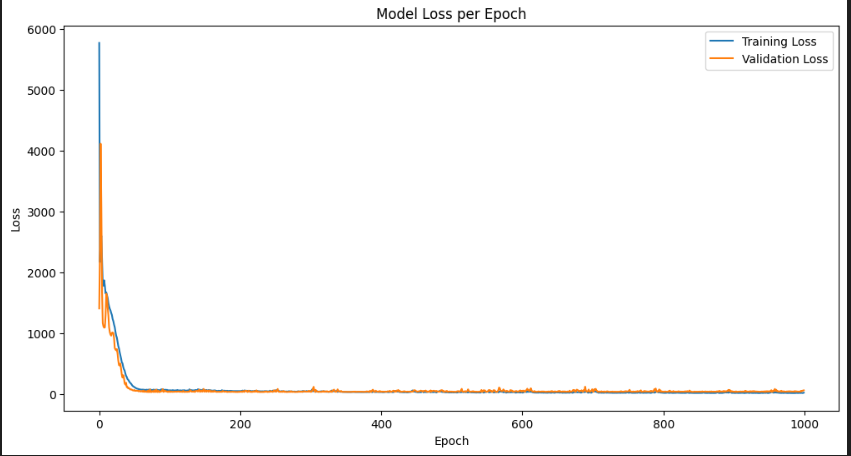 Model Loss per Epoch
Training Loss
Validation Loss
6000
5000
4000
3000
2000
1000
0
Loss
0
200
400
600
800
1000
Epoch